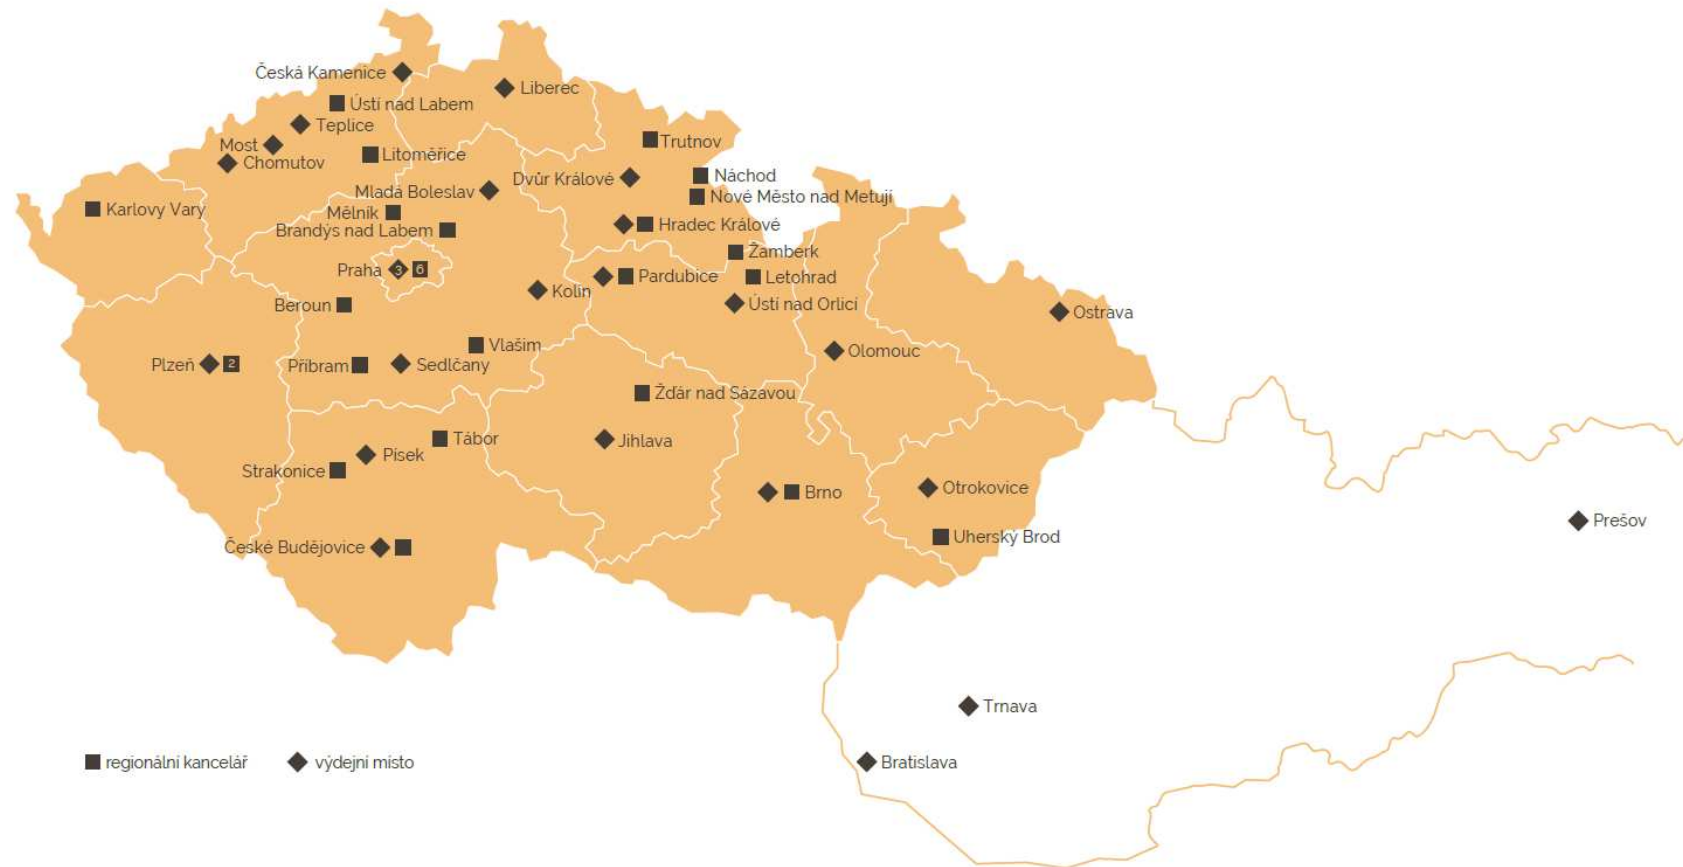 Česká Kamenice
Liberec
Ústí nad Labem
Teplice
Trutnov
Most
Litoměřice
Chomutov
Náchod
Dvůr Králové
Mladá Boleslav
Nové Město nad Metují
Karlovy Vary
Mělník
Hradec Králové
Brandýs nad Labem
Žamberk
Praha 3 6
Pardubice
Letohrad
Kolín
Beroun
Ústí nad Orlicí
Ostrava
Vlašim
Olomouc
Plzeň 2
Příbram
Sedlčany
Žďár nad Sázavou
Tábor
Jihlava
Písek
Strakonice
Otrokovice
Brno
Prešov
Uherský Brod
České Budějovice
Trnava
regionální kancelář
výdejní místo
Bratislava